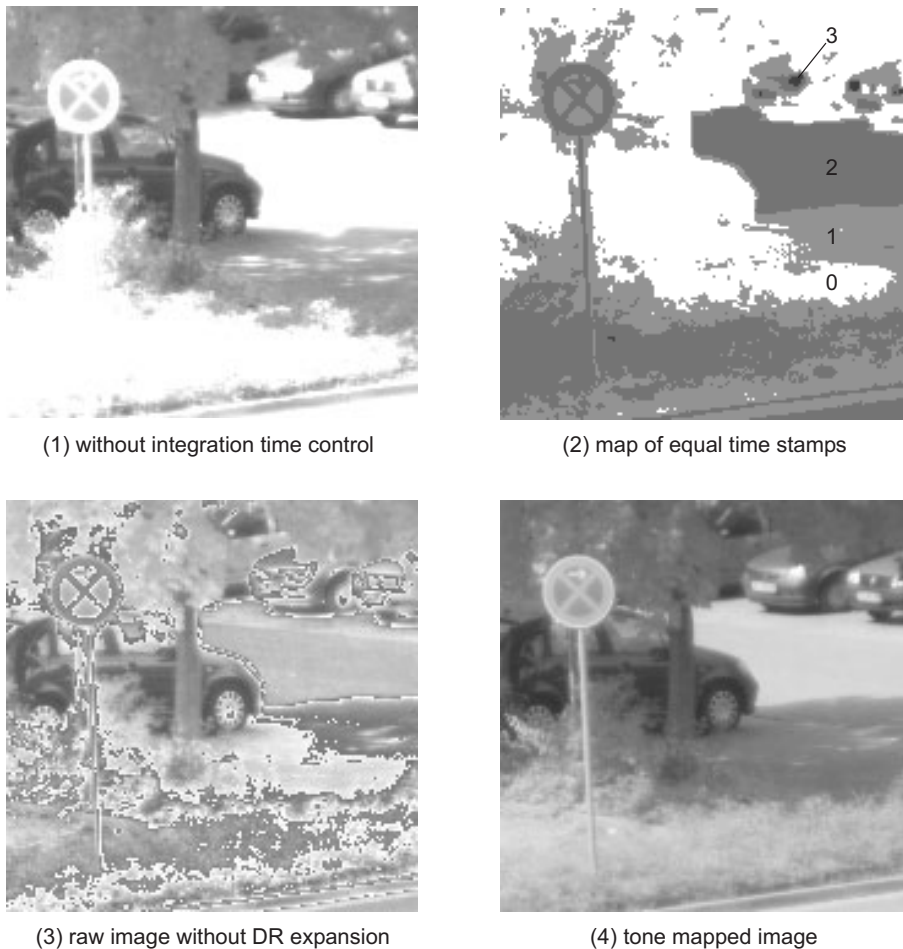 (1) without integration time control
3
2
1
0
(2) map of equal time stamps
(3) raw image without DR expansion
(4) tone mapped image